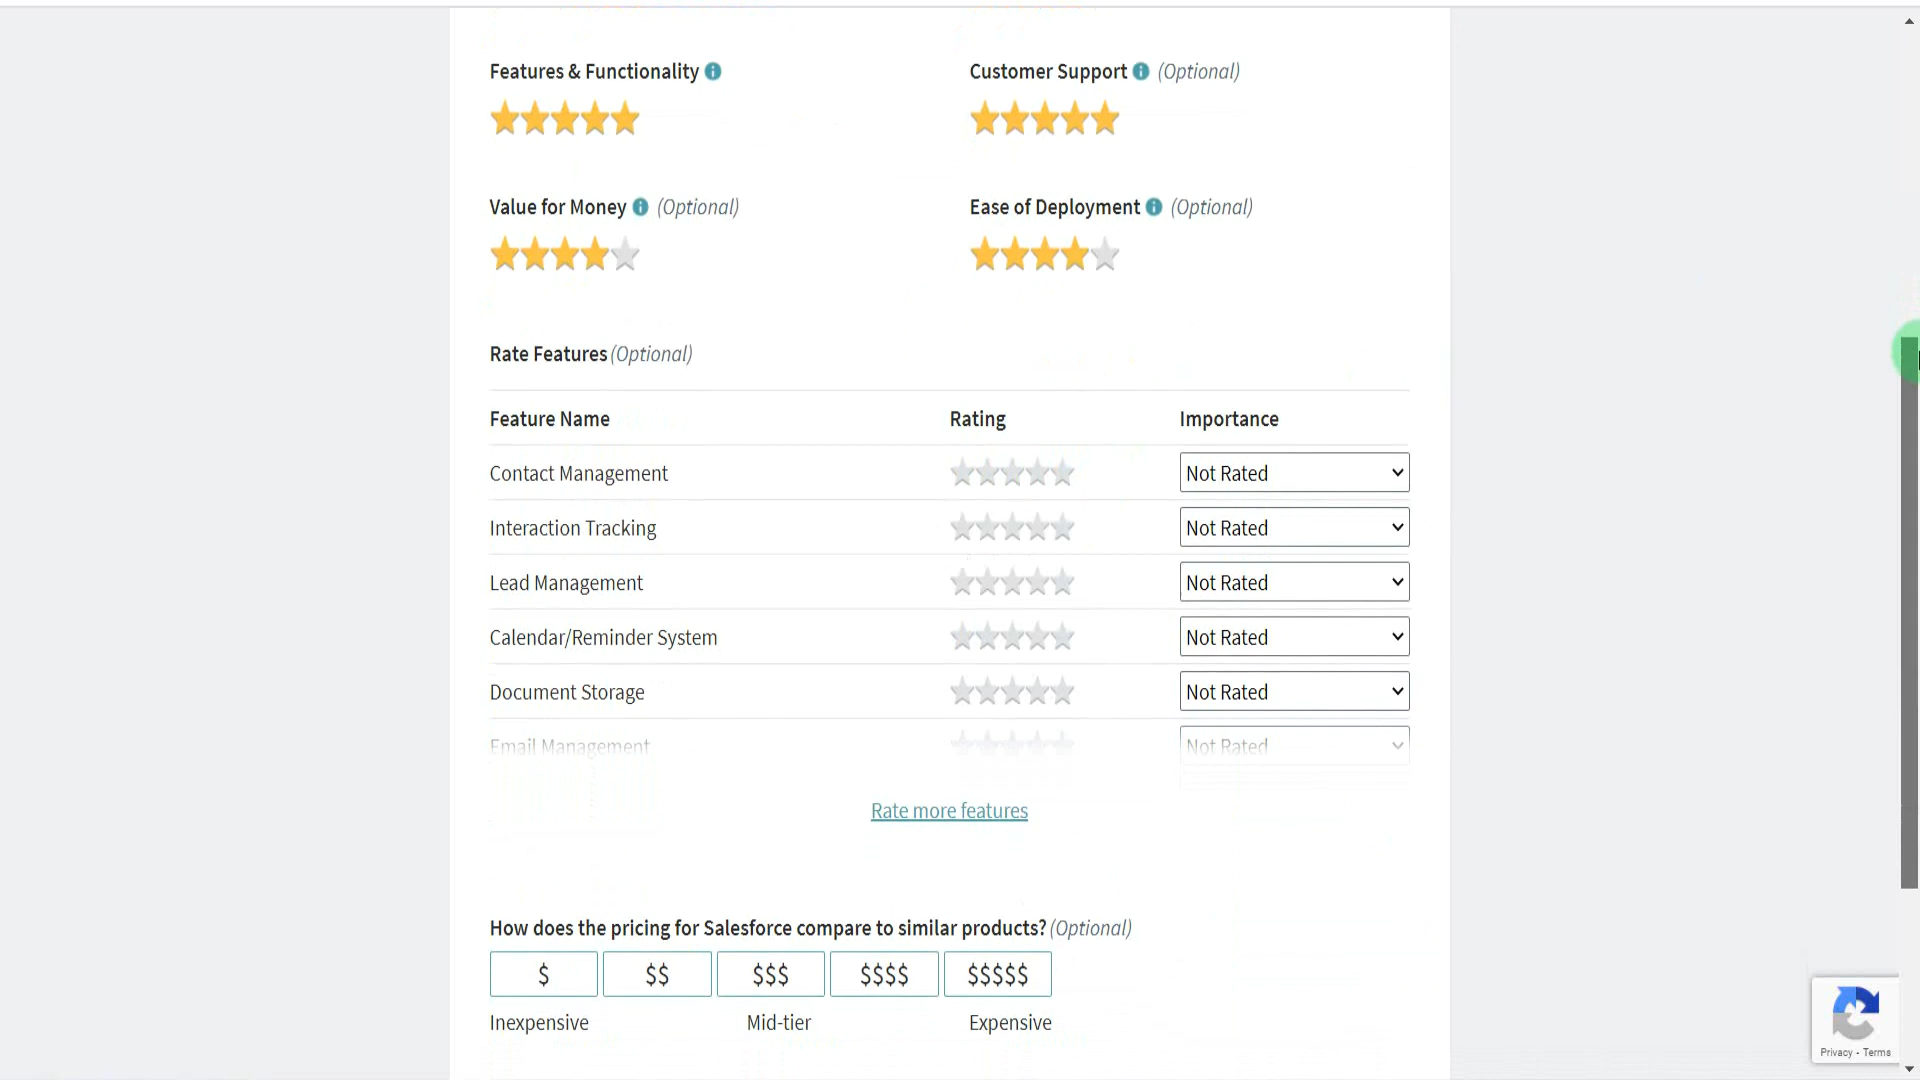 Features & Functionality
Customer Support (Optional)
Value for Money (Optional)
Ease of Deployment (Optional)
Rate Features (Optional)
Feature Name Rating Importance
Contact Management Not Rated
Interaction Tracking Not Rated
Lead Management Not Rated
Calendar/Reminder System Not Rated
Document Storage Not Rated
Email Management Not Rated
Rate more features
How does the pricing for Salesforce compare to similar products? (Optional)
$ $$ $$$ $$$$ $$$$$
Inexpensive Mid-tier Expensive
Privacy - Terms